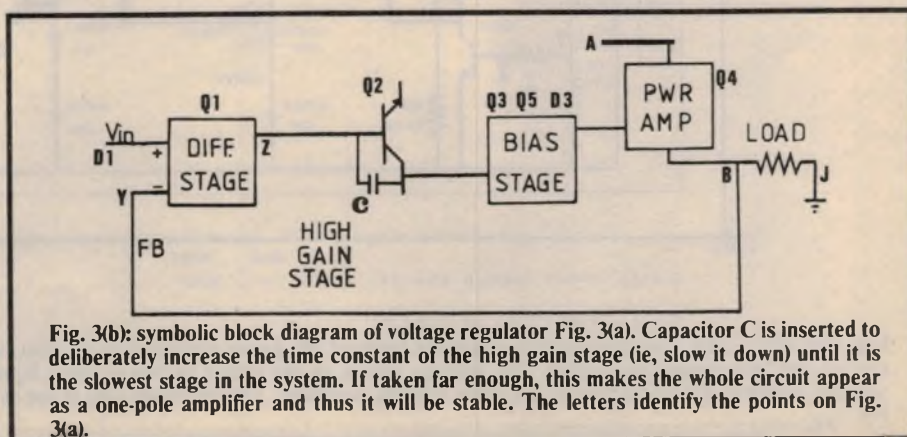 A
Q1
Q2
Q3 Q5 D3
Q4
Vin
D1
+
DIFF.
STAGE
Z
Y
−
C
BIAS
STAGE
PWR
AMP
LOAD
B
J
FB
HIGH
GAIN
STAGE
Fig. 3(b): symbolic block diagram of voltage regulator Fig. 3(a). Capacitor C is inserted to
deliberately increase the time constant of the high gain stage (ie, slow it down) until it is
the slowest stage in the system. If taken far enough, this makes the whole circuit appear
as a one-pole amplifier and thus it will be stable. The letters identify the points on Fig.
3(a).